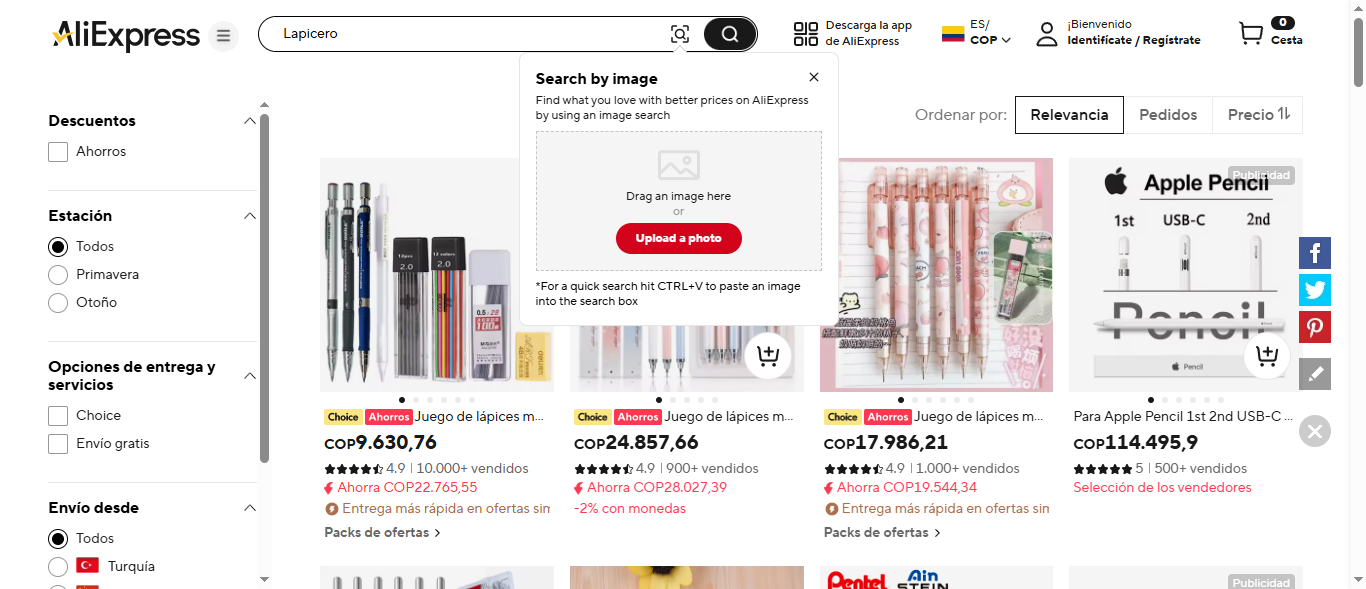 AliExpress
Lapicero
Descarga la app
de AliExpress
ES/
COP
¡Bienvenido
Identifícate / Regístrate
0
Cesta
Search by image
Find what you love with better prices on AliExpress
by using an image search
Drag an image here
or
Upload a photo
*For a quick search hit CTRL+V to paste an image
into the search box
Descuentos
Ahorros
Estación
Todos
Primavera
Otoño
Opciones de entrega y
servicios
Choice
Envío gratis
Envío desde
Todos
Turquía
Ordenar por:
Relevancia
Pedidos
Precio
2.0
2.0
0.5
100
Publicidad
Apple Pencil
1st
USB-C
2nd
Pencil
Pencil
Choice Ahorros Juego de lápices m...
COP9.630,76
4.9 | 10.000+ vendidos
Ahorra COP22.765,55
Entrega más rápida en ofertas sin
Packs de ofertas >
Choice Ahorros Juego de lápices m...
COP24.857,66
4.9 | 900+ vendidos
Ahorra COP28.027,39
-2% con monedas
Choice Ahorros Juego de lápices m...
COP17.986,21
4.9 | 1.000+ vendidos
Ahorra COP19.544,34
Entrega más rápida en ofertas sin
Packs de ofertas >
Para Apple Pencil 1st 2nd USB-C ...
COP114.495,9
5 | 500+ vendidos
Selección de los vendedores
Pentel
Ain
STEIN
Publicidad